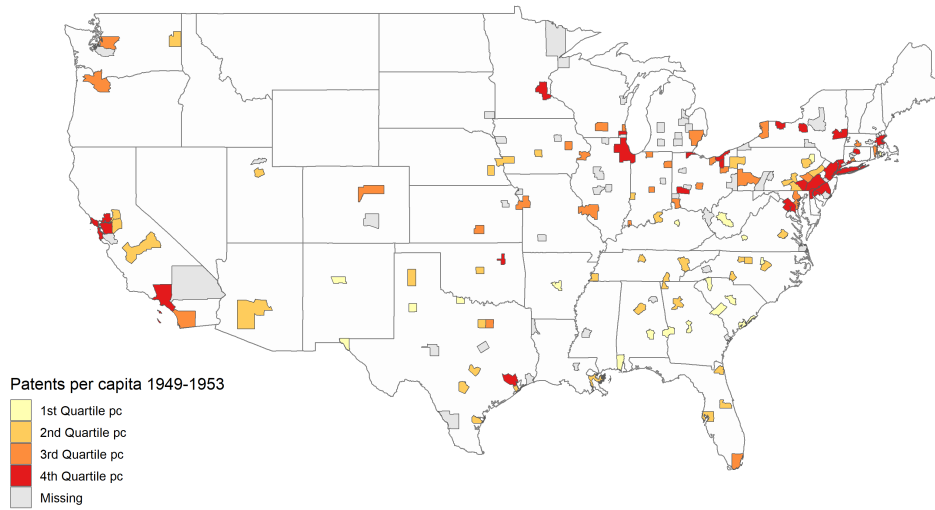 Patents per capita 1949-1953
1st Quartile pc
2nd Quartile pc
3rd Quartile pc
4th Quartile pc
Missing